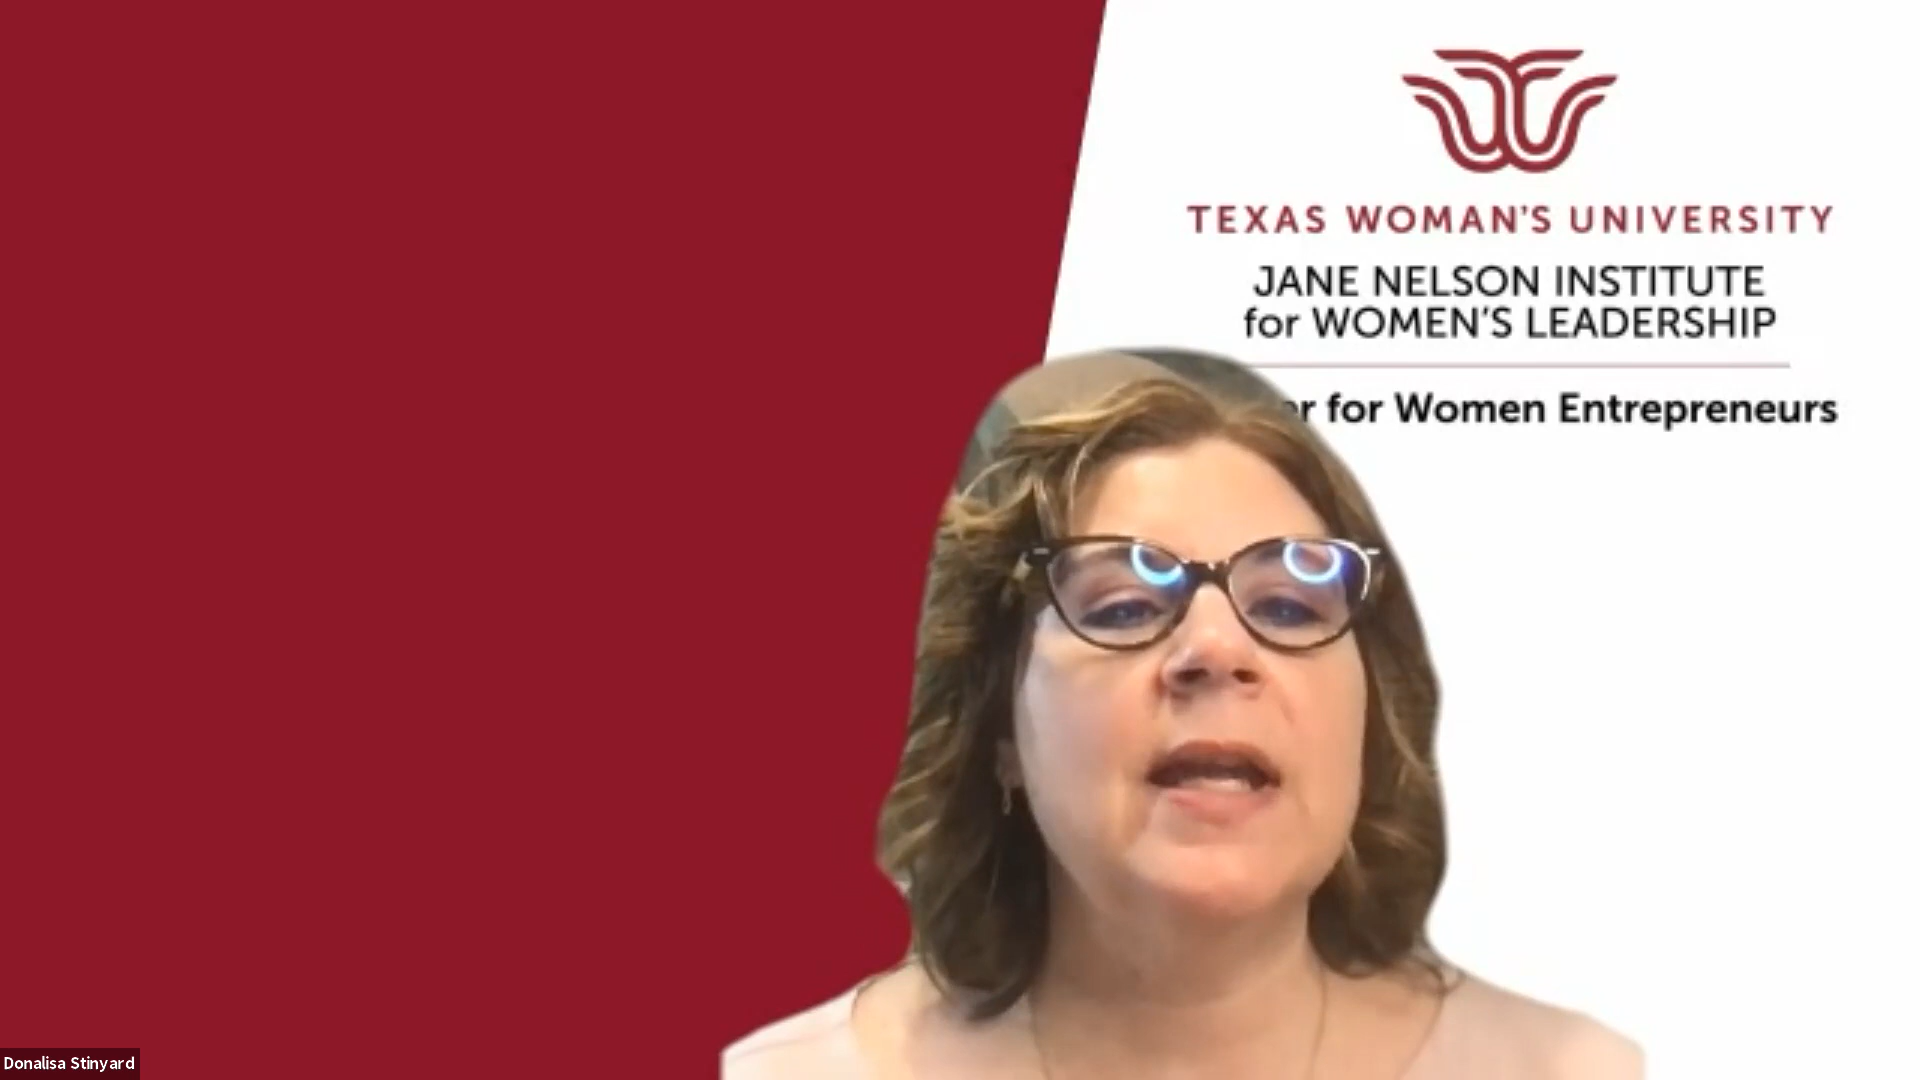 TEXAS WOMAN'S UNIVERSITY
JANE NELSON INSTITUTE
for WOMEN'S LEADERSHIP
for Women Entrepreneurs
Donalisa Stinyard